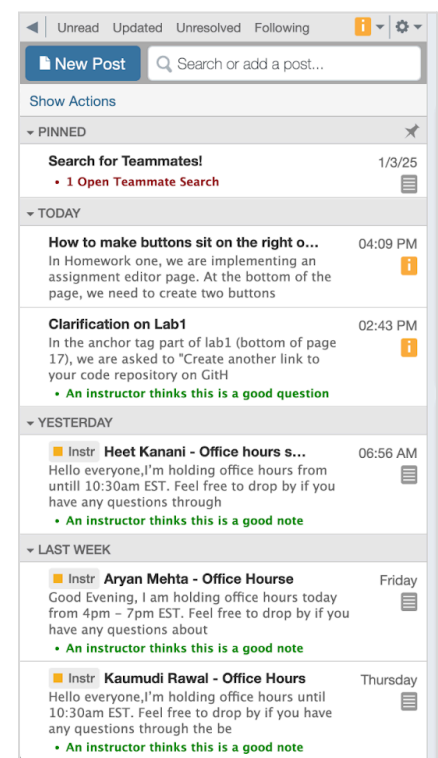 Unread Updated Unresolved Following
New Post Search or add a post...
Show Actions
PINNED
Search for Teammates! 1/3/25
• 1 Open Teammate Search
TODAY
How to make buttons sit on the right o... 04:09 PM
In Homework one, we are implementing an
assignment editor page. At the bottom of the
page, we need to create two buttons
Clarification on Lab1 02:43 PM
In the anchor tag part of lab1 (bottom of page
17), we are asked to "Create another link to
your code repository on GitH
• An instructor thinks this is a good question
YESTERDAY
Instr Heet Kanani - Office hours s... 06:56 AM
Hello everyone,I'm holding office hours from
untill 10:30am EST. Feel free to drop by if you
have any questions through
• An instructor thinks this is a good note
LAST WEEK
Instr Aryan Mehta - Office Hourse Friday
Good Evening, I am holding office hours today
from 4pm – 7pm EST. Feel free to drop by if you
have any questions about
• An instructor thinks this is a good note
Instr Kaumudi Rawal - Office Hours Thursday
Hello everyone,I'm holding office hours until
10:30am EST. Feel free to drop by if you have
any questions through the be
• An instructor thinks this is a good note